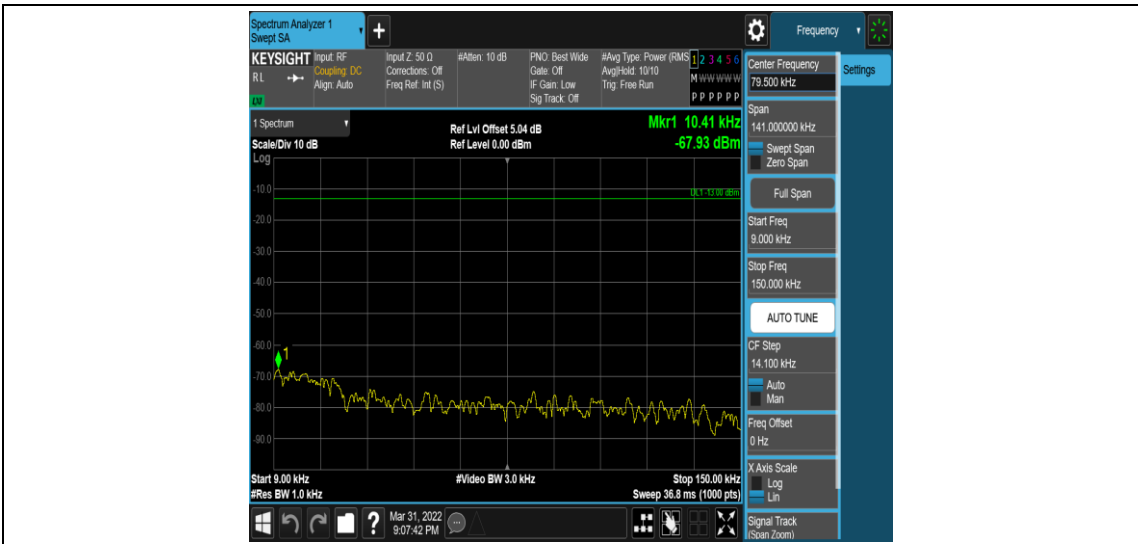 Spectrum Analyzer 1
Swept SA
+
Frequency
KEYSIGHT
RL
LXI
Input: RF
Coupling: DC
Align: Auto
Input Z: 50 Ω
Corrections: Off
Freq Ref: Int (S)
#Atten: 10 dB
PNO: Best Wide
Gate: Off
IF Gain: Low
Sig Track: Off
#Avg Type: Power (RMS
Avg|Hold: 10/10
Trig: Free Run
1 2 3 4 5 6
M W W W W W
P P P P P P
1 Spectrum
Scale/Div 10 dB
Ref Lvl Offset 5.04 dB
Ref Level 0.00 dBm
Mkr1 10.41 kHz
-67.93 dBm
Log
DL1 -13.00 dBm
-10.0
-20.0
-30.0
-40.0
-50.0
-60.0
-70.0
-80.0
-90.0
1
Start 9.00 kHz
#Res BW 1.0 kHz
#Video BW 3.0 kHz
Stop 150.00 kHz
Sweep 36.8 ms (1000 pts)
Center Frequency
79.500 kHz
Settings
Span
141.000000 kHz
Swept Span
Zero Span
Full Span
Start Freq
9.000 kHz
Stop Freq
150.000 kHz
AUTO TUNE
CF Step
14.100 kHz
Auto
Man
Freq Offset
0 Hz
X Axis Scale
Log
Lin
Signal Track
(Span Zoom)
?
Mar 31, 2022
9:07:42 PM